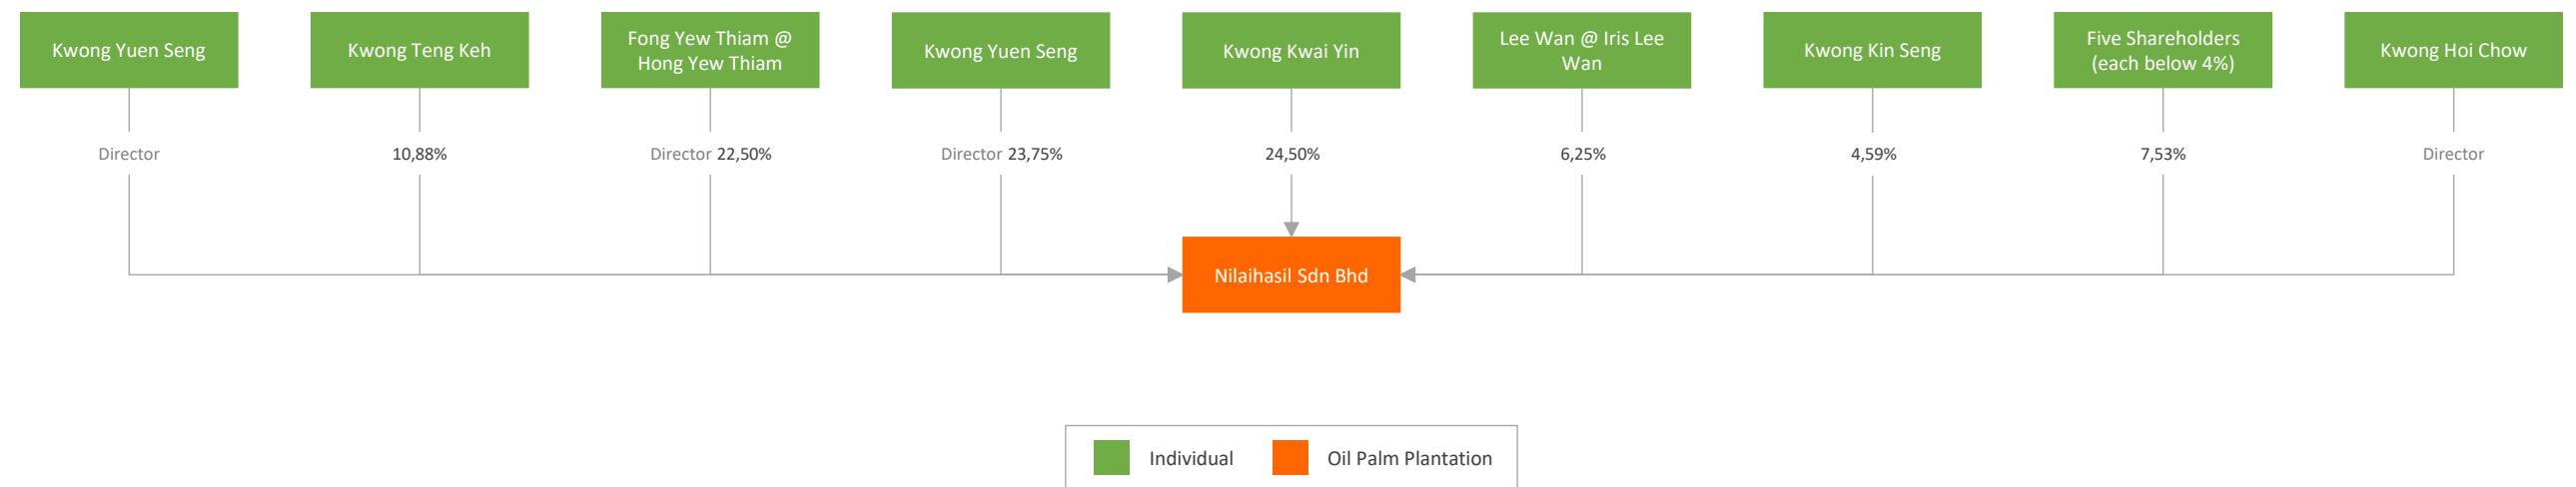 Kwong Yuen Seng
Kwong Teng Keh
Fong Yew Thiam @
Hong Yew Thiam
Kwong Yuen Seng
Kwong Kwai Yin
Lee Wan @ Iris Lee
Wan
Kwong Kin Seng
Five Shareholders
(each below 4%)
Kwong Hoi Chow
Director
10,88%
Director 22,50%
Director 23,75%
24,50%
6,25%
4,59%
7,53%
Director
Nilaihasil Sdn Bhd
Individual
Oil Palm Plantation